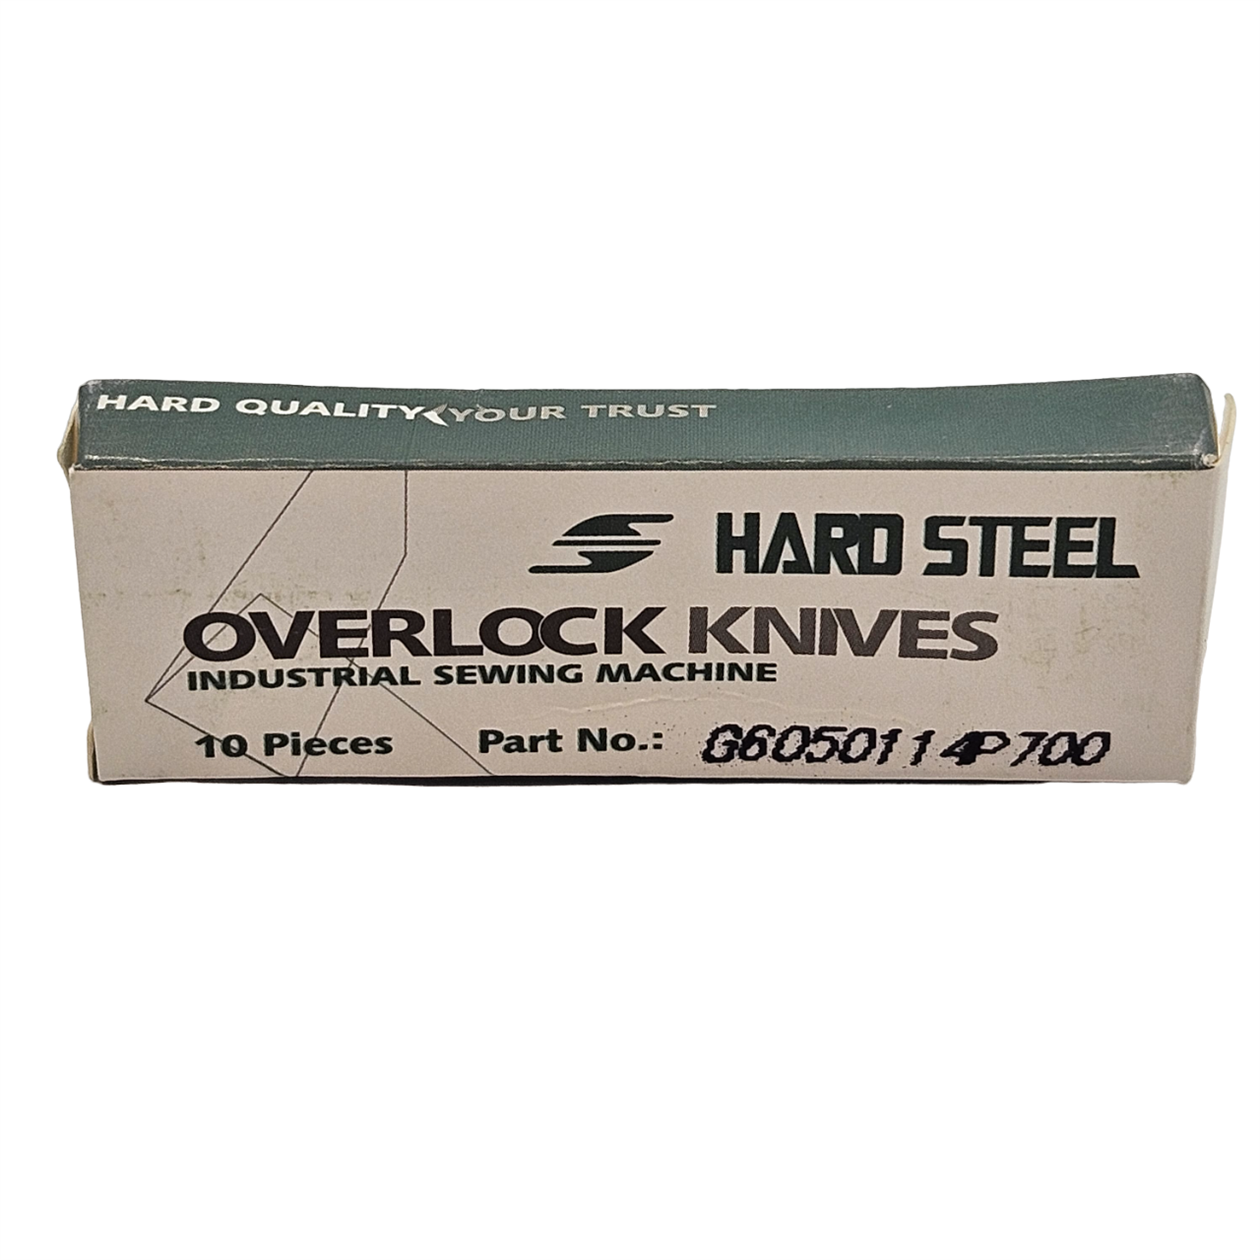 HARD QUALITY YOUR TRUST
HARD STEEL
OVERLOCK KNIVES
INDUSTRIAL SEWING MACHINE
10 Pieces Part No.: G6050114P700